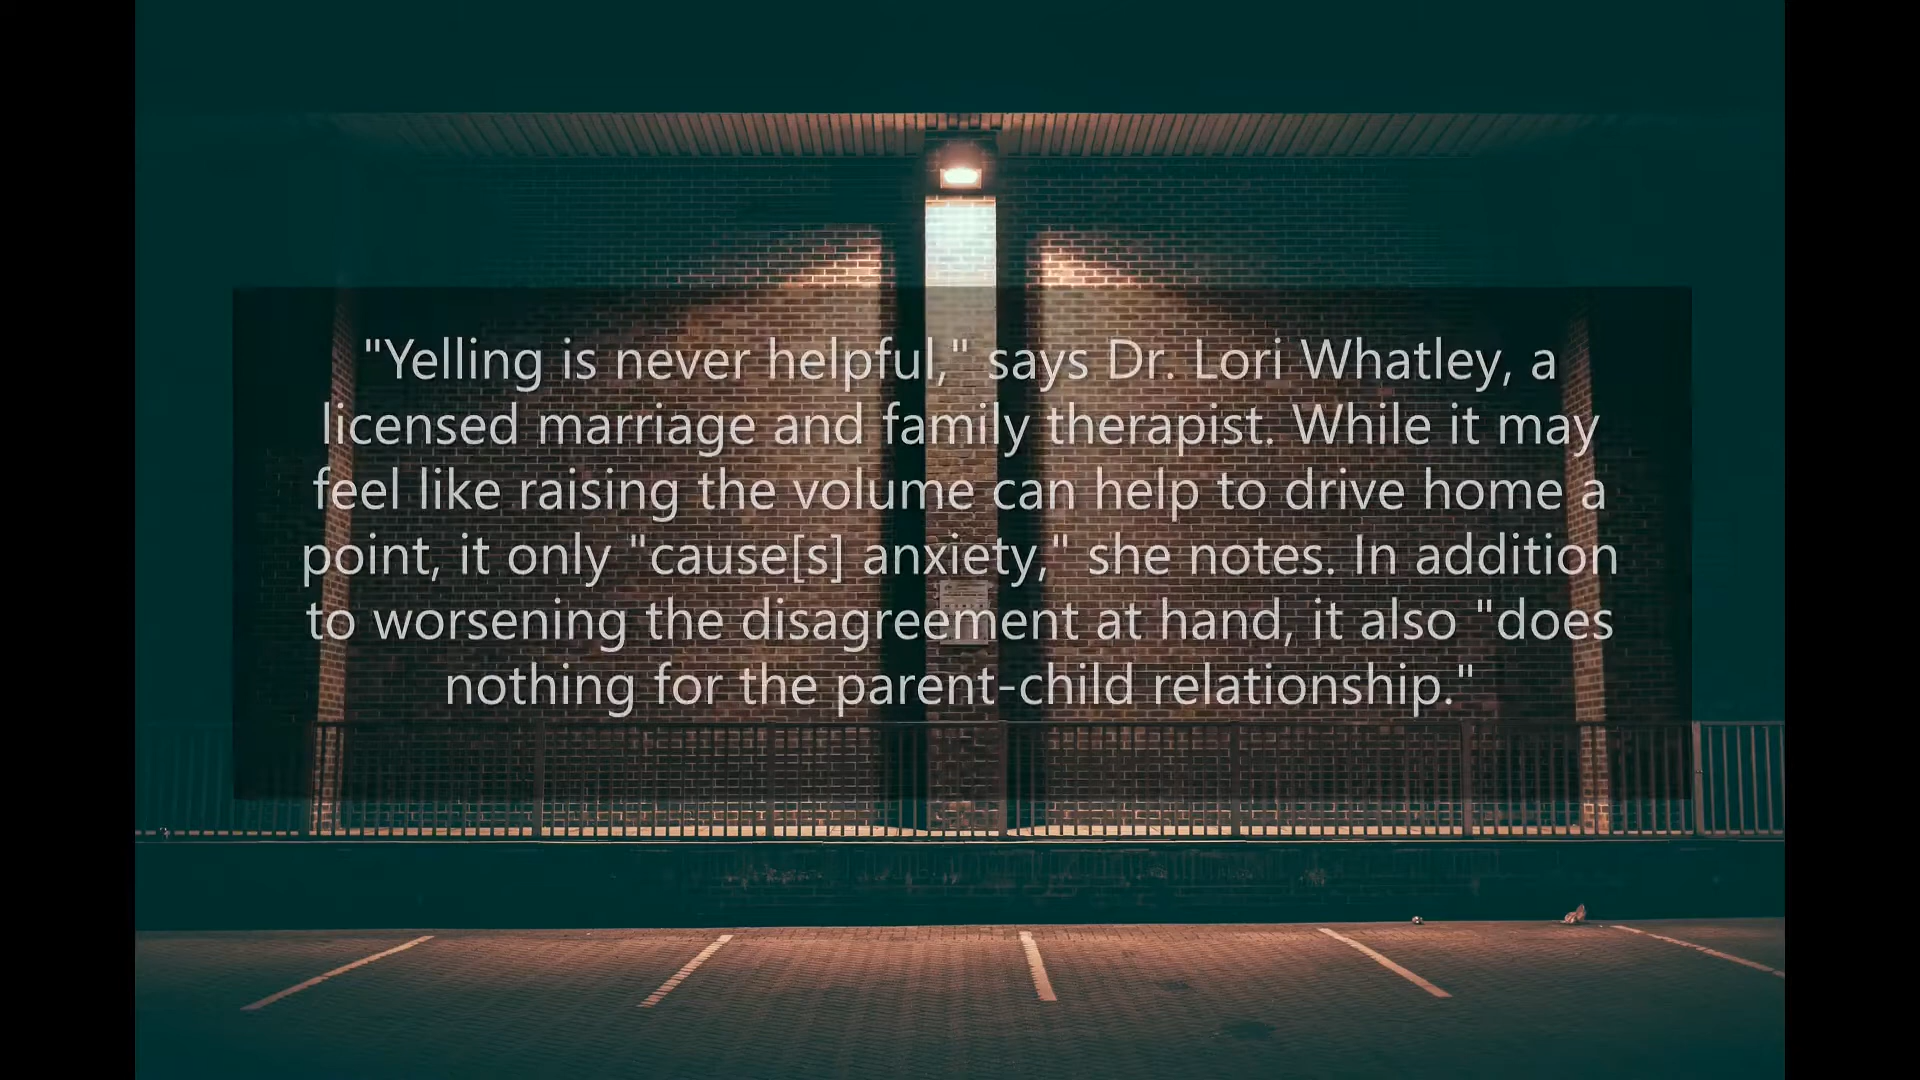 "Yelling is never helpful," says Dr. Lori Whatley, a
licensed marriage and family therapist. While it may
feel like raising the volume can help to drive home a
point, it only "cause[s] anxiety," she notes. In addition
to worsening the disagreement at hand, it also "does
nothing for the parent-child relationship."